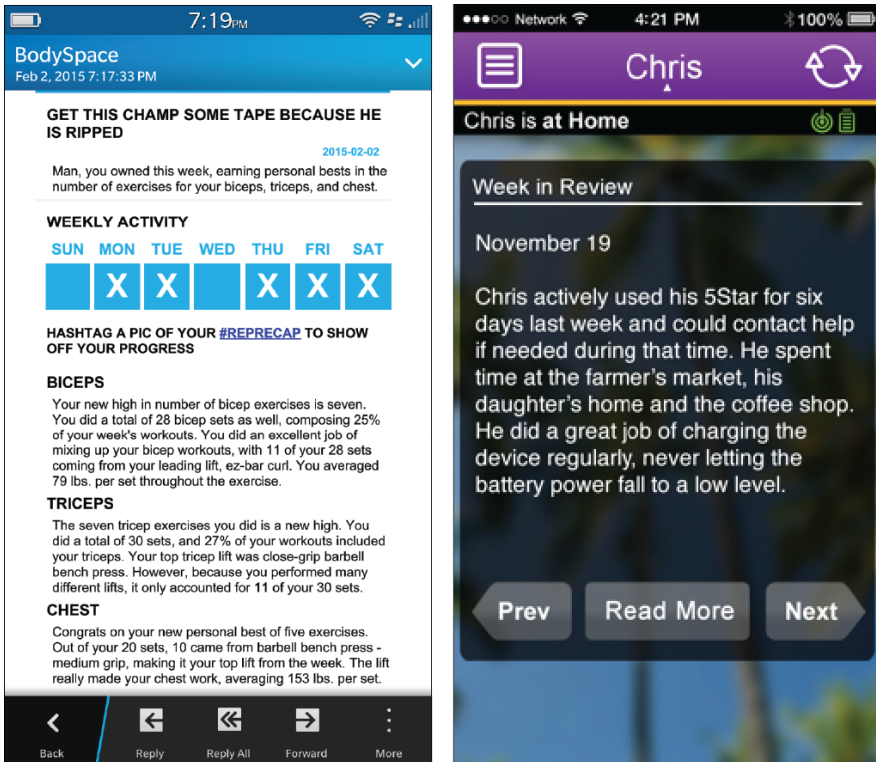 7:19PM
BodySpace
Feb 2, 2015 7:17:33 PM
GET THIS CHAMP SOME TAPE BECAUSE HE
IS RIPPED
2015-02-02
Man, you owned this week, earning personal bests in the
number of exercises for your biceps, triceps, and chest.
WEEKLY ACTIVITY
SUN MON TUE WED THU FRI SAT
X X X X X
HASHTAG A PIC OF YOUR #REPRECAP TO SHOW
OFF YOUR PROGRESS
BICEPS
Your new high in number of bicep exercises is seven.
You did a total of 28 bicep sets as well, composing 25%
of your week's workouts. You did an excellent job of
mixing up your bicep workouts, with 11 of your 28 sets
coming from your leading lift, ez-bar curl. You averaged
79 lbs. per set throughout the exercise.
TRICEPS
The seven tricep exercises you did is a new high. You
did a total of 30 sets, and 27% of your workouts included
your triceps. Your top tricep lift was close-grip barbell
bench press. However, because you performed many
different lifts, it only accounted for 11 of your 30 sets.
CHEST
Congrats on your new personal best of five exercises.
Out of your 20 sets, 10 came from barbell bench press -
medium grip, making it your top lift from the week. The lift
really made your chest work, averaging 153 lbs. per set.
Back Reply Reply All Forward More
Network 4:21 PM 100%
Chris
Chris is at Home
Week in Review
November 19
Chris actively used his 5Star for six
days last week and could contact help
if needed during that time. He spent
time at the farmer's market, his
daughter's home and the coffee shop.
He did a great job of charging the
device regularly, never letting the
battery power fall to a low level.
Prev Read More Next